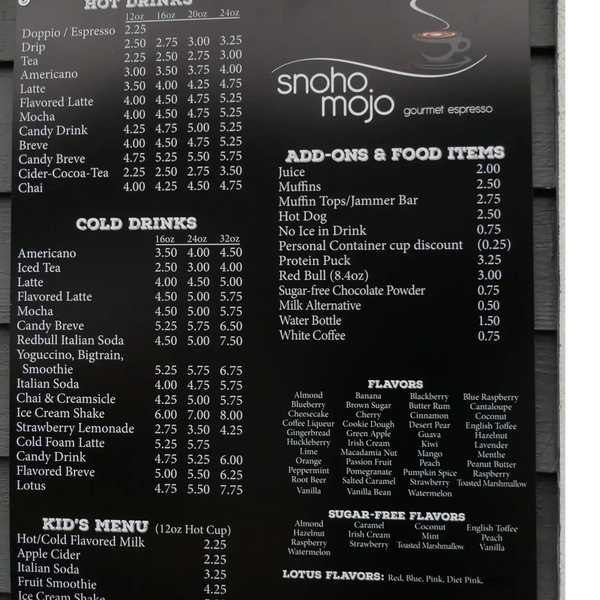 HOT DRINKS
12oz 16oz 20oz 24oz
Doppio / Espresso 2.25
Drip 2.50 2.75 3.00 3.25
Tea 2.25 2.50 2.75 3.00
Americano 3.00 3.50 3.75 4.00
Latte 3.50 4.00 4.25 4.75
Flavored Latte 4.00 4.50 4.75 5.25
Mocha 4.00 4.50 4.75 5.25
Candy Drink 4.25 4.75 5.00 5.25
Breve 4.00 4.50 4.75 5.25
Candy Breve 4.75 5.25 5.50 5.75
Cider-Cocoa-Tea 2.25 2.50 2.75 3.50
Chai 4.00 4.25 4.50 4.75
COLD DRINKS
16oz 24oz 32oz
Americano 3.50 4.00 4.50
Iced Tea 2.50 3.00 4.00
Latte 4.00 4.50 5.00
Flavored Latte 4.50 5.00 5.75
Mocha 4.50 5.00 5.75
Candy Breve 5.25 5.75 6.50
Redbull Italian Soda 4.50 5.00 7.50
Yoguccino, Bigtrain,
Smoothie 5.25 5.75 6.75
Italian Soda 4.00 4.75 5.75
Chai & Creamsicle 4.25 5.00 5.75
Ice Cream Shake 6.00 7.00 8.00
Strawberry Lemonade 2.75 3.50 4.25
Cold Foam Latte 5.25 5.75
Candy Drink 4.75 5.25 6.00
Flavored Breve 5.00 5.50 6.25
Lotus 4.75 5.50 7.75
KID'S MENU (12oz Hot Cup)
Hot/Cold Flavored Milk 2.25
Apple Cider 2.25
Italian Soda 3.25
Fruit Smoothie 4.25
Ice Cream Shake
snoho
mojo gourmet espresso
ADD-ONS & FOOD ITEMS
Juice 2.00
Muffins 2.50
Muffin Tops/Jammer Bar 2.75
Hot Dog 2.50
No Ice in Drink 0.75
Personal Container cup discount (0.25)
Protein Puck 3.25
Red Bull (8.4oz) 3.00
Sugar-free Chocolate Powder 0.75
Milk Alternative 0.50
Water Bottle 1.50
White Coffee 0.75
FLAVORS
Almond Banana Blackberry Blue Raspberry
Blueberry Brown Sugar Butter Rum Cantaloupe
Cheesecake Cherry Cinnamon Coconut
Coffee Liqueur Cookie Dough Desert Pear English Toffee
Gingerbread Green Apple Guava Hazelnut
Huckleberry Irish Cream Kiwi Lavender
Lime Macadamia Nut Mango Menthe
Orange Passion Fruit Peach Peanut Butter
Peppermint Pomegranate Pumpkin Spice Raspberry
Root Beer Salted Caramel Strawberry Toasted Marshmallow
Vanilla Vanilla Bean Watermelon
SUGAR-FREE FLAVORS
Almond Caramel Coconut English Toffee
Hazelnut Irish Cream Mint Peach
Raspberry Strawberry Toasted Marshmallow Vanilla
Watermelon
LOTUS FLAVORS: Red, Blue, Pink, Diet Pink,